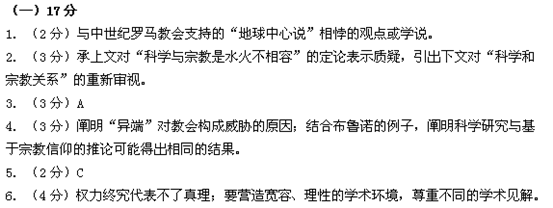 （一）17分
1. （2分）与中世纪罗马教会支持的“地球中心说”相悖的观点或学说。
2. （3分）承上文对“科学与宗教是水火不相容”的定论表示质疑，引出下文对“科学和
宗教关系”的重新审视。
3. （3分）A
4. （3分）阐明“异端”对教会构成威胁的原因；结合布鲁诺的例子，阐明科学研究与基
于宗教信仰的推论可能得出相同的结果。
5. （2分）C
6. （4分）权力终究代表不了真理；要营造宽容、理性的学术环境，尊重不同的学术见解。